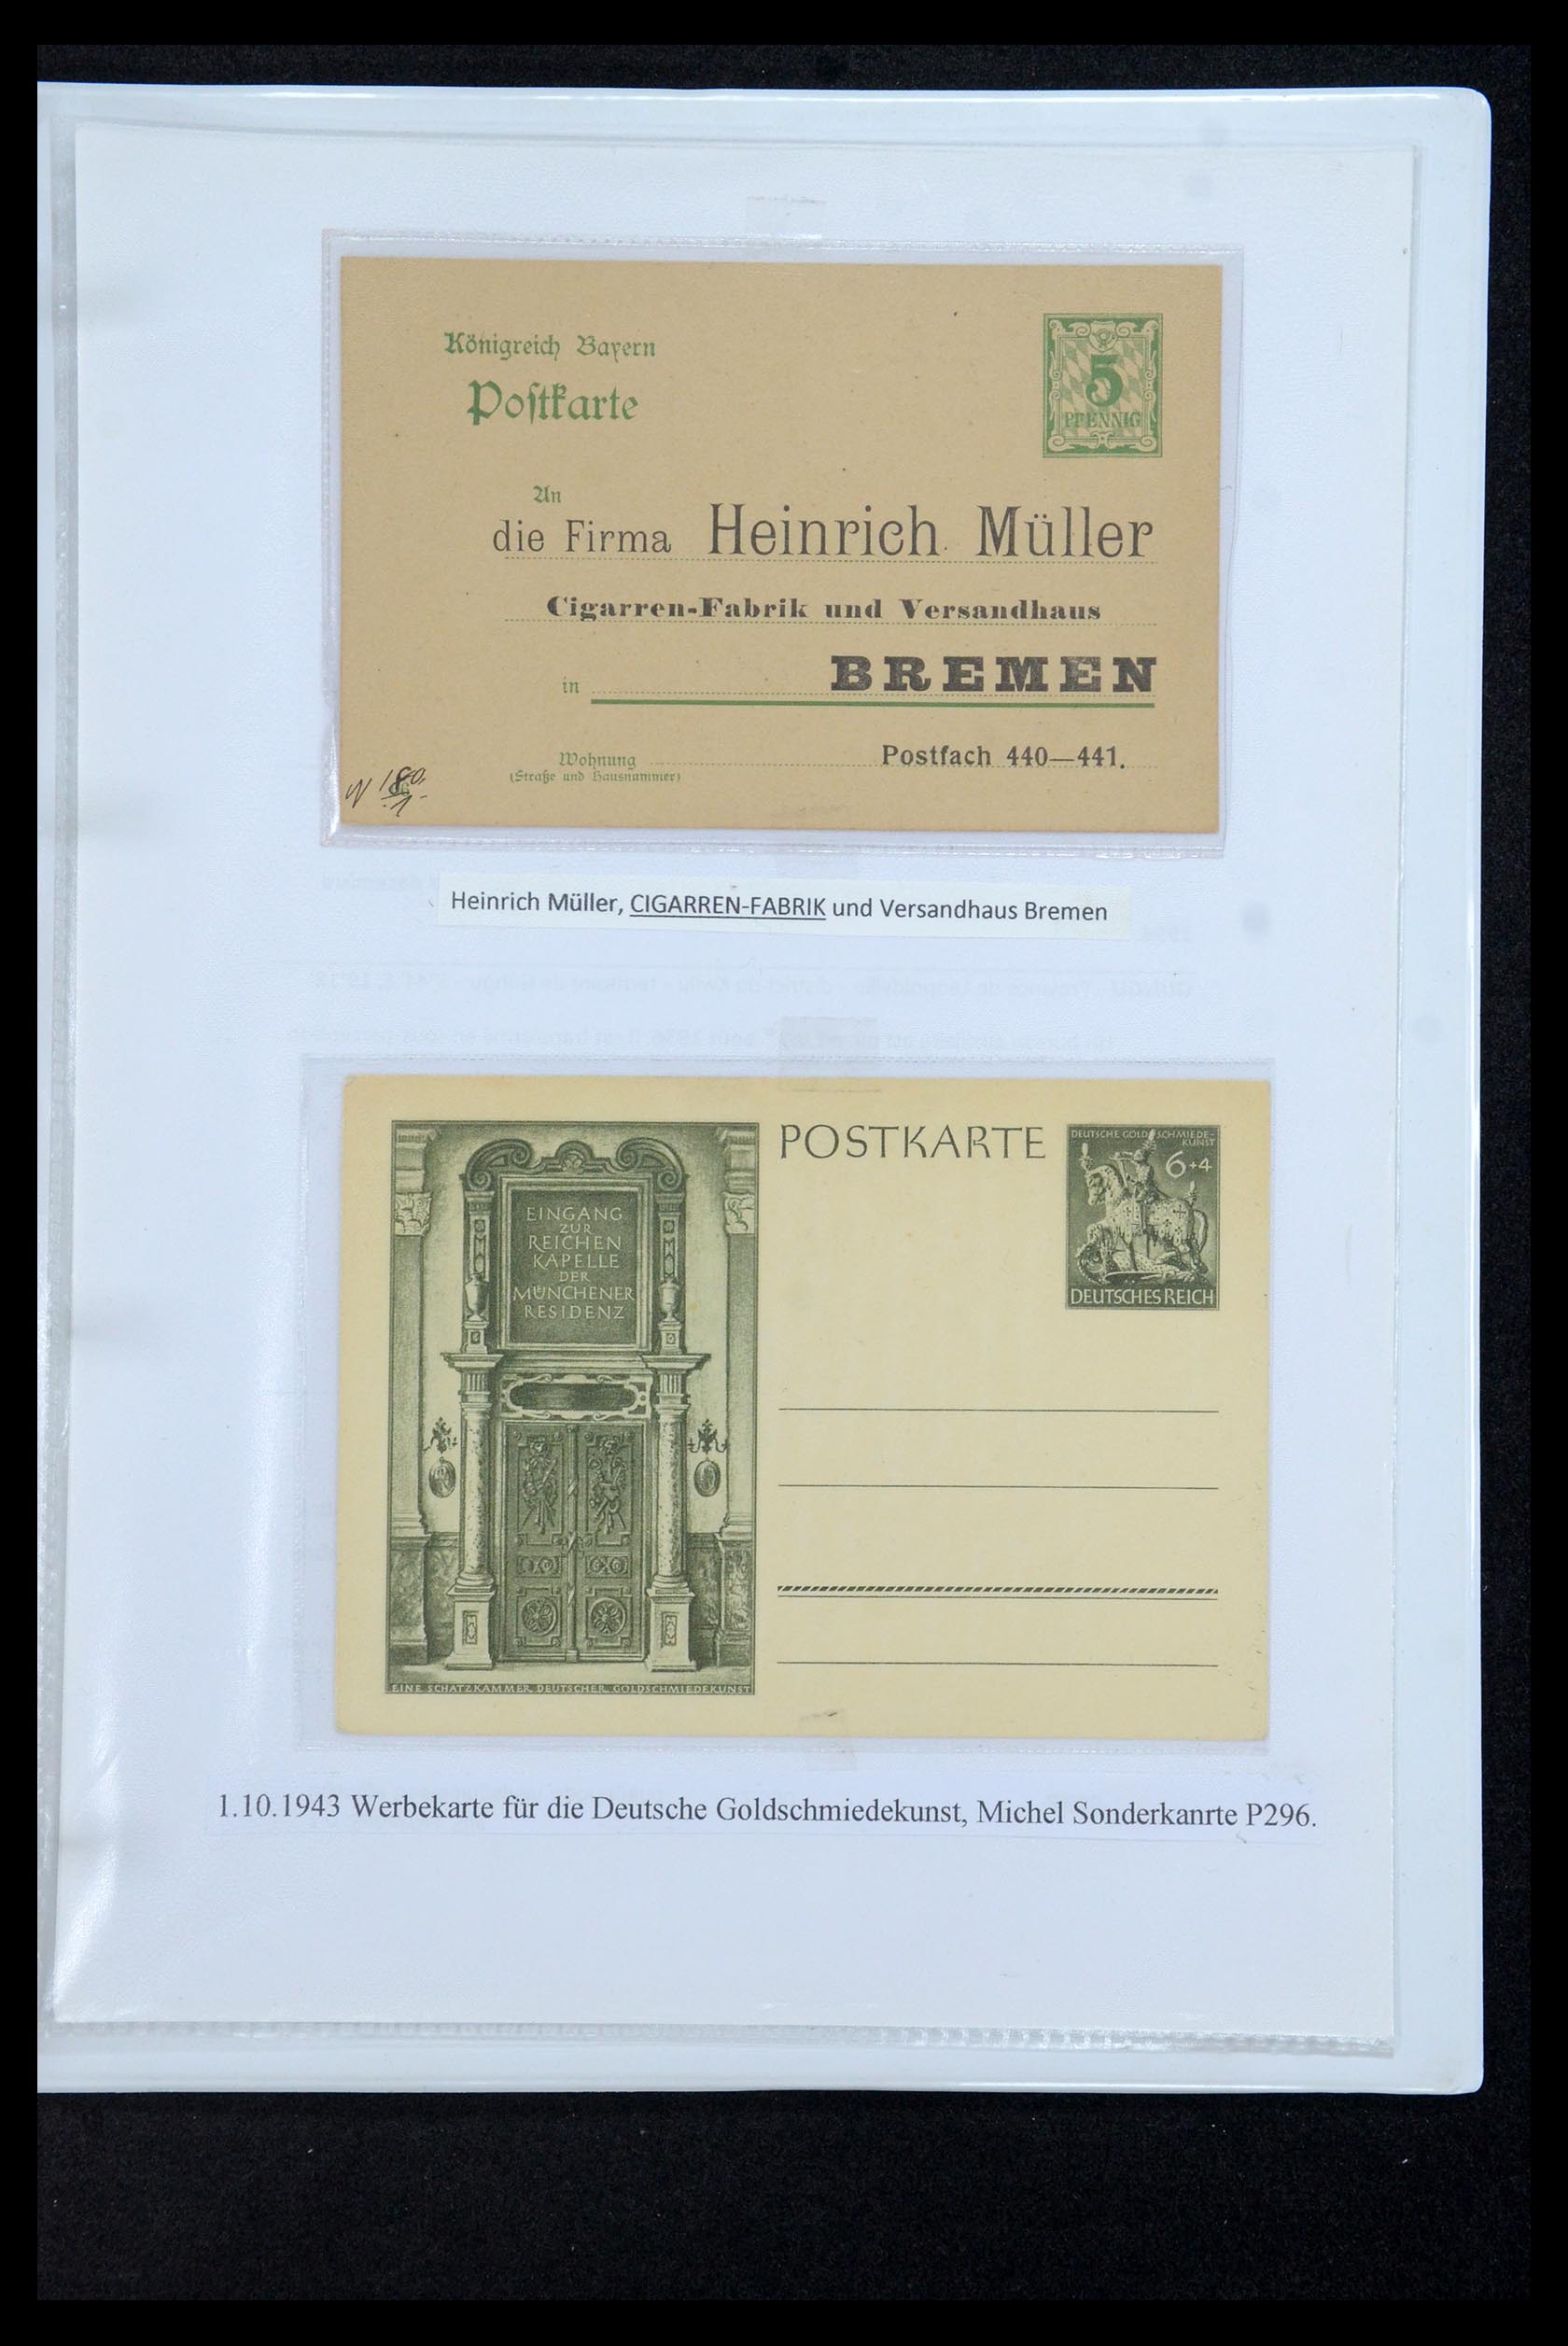 Königreich Bayern
Postkarte
5
PFENNIG
An
die Firma Heinrich Müller
Cigarren-Fabrik und Versandhaus
in BREMEN
Wohnung Postfach 440—441.
(Straße und Hausnummer)
Heinrich Müller, CIGARREN-FABRIK und Versandhaus Bremen
POSTKARTE
DEUTSCHE GOLDSCHMIEDE-
KUNST
6+4
DEUTSCHES REICH
EINGANG
ZUR
REICHEN
KAPELLE
DER
MÜNCHENER
RESIDENZ
EINE SCHATZKAMMER DEUTSCHER GOLDSCHMIEDEKUNST
1.10.1943 Werbekarte für die Deutsche Goldschmiedekunst, Michel Sonderkanrte P296.